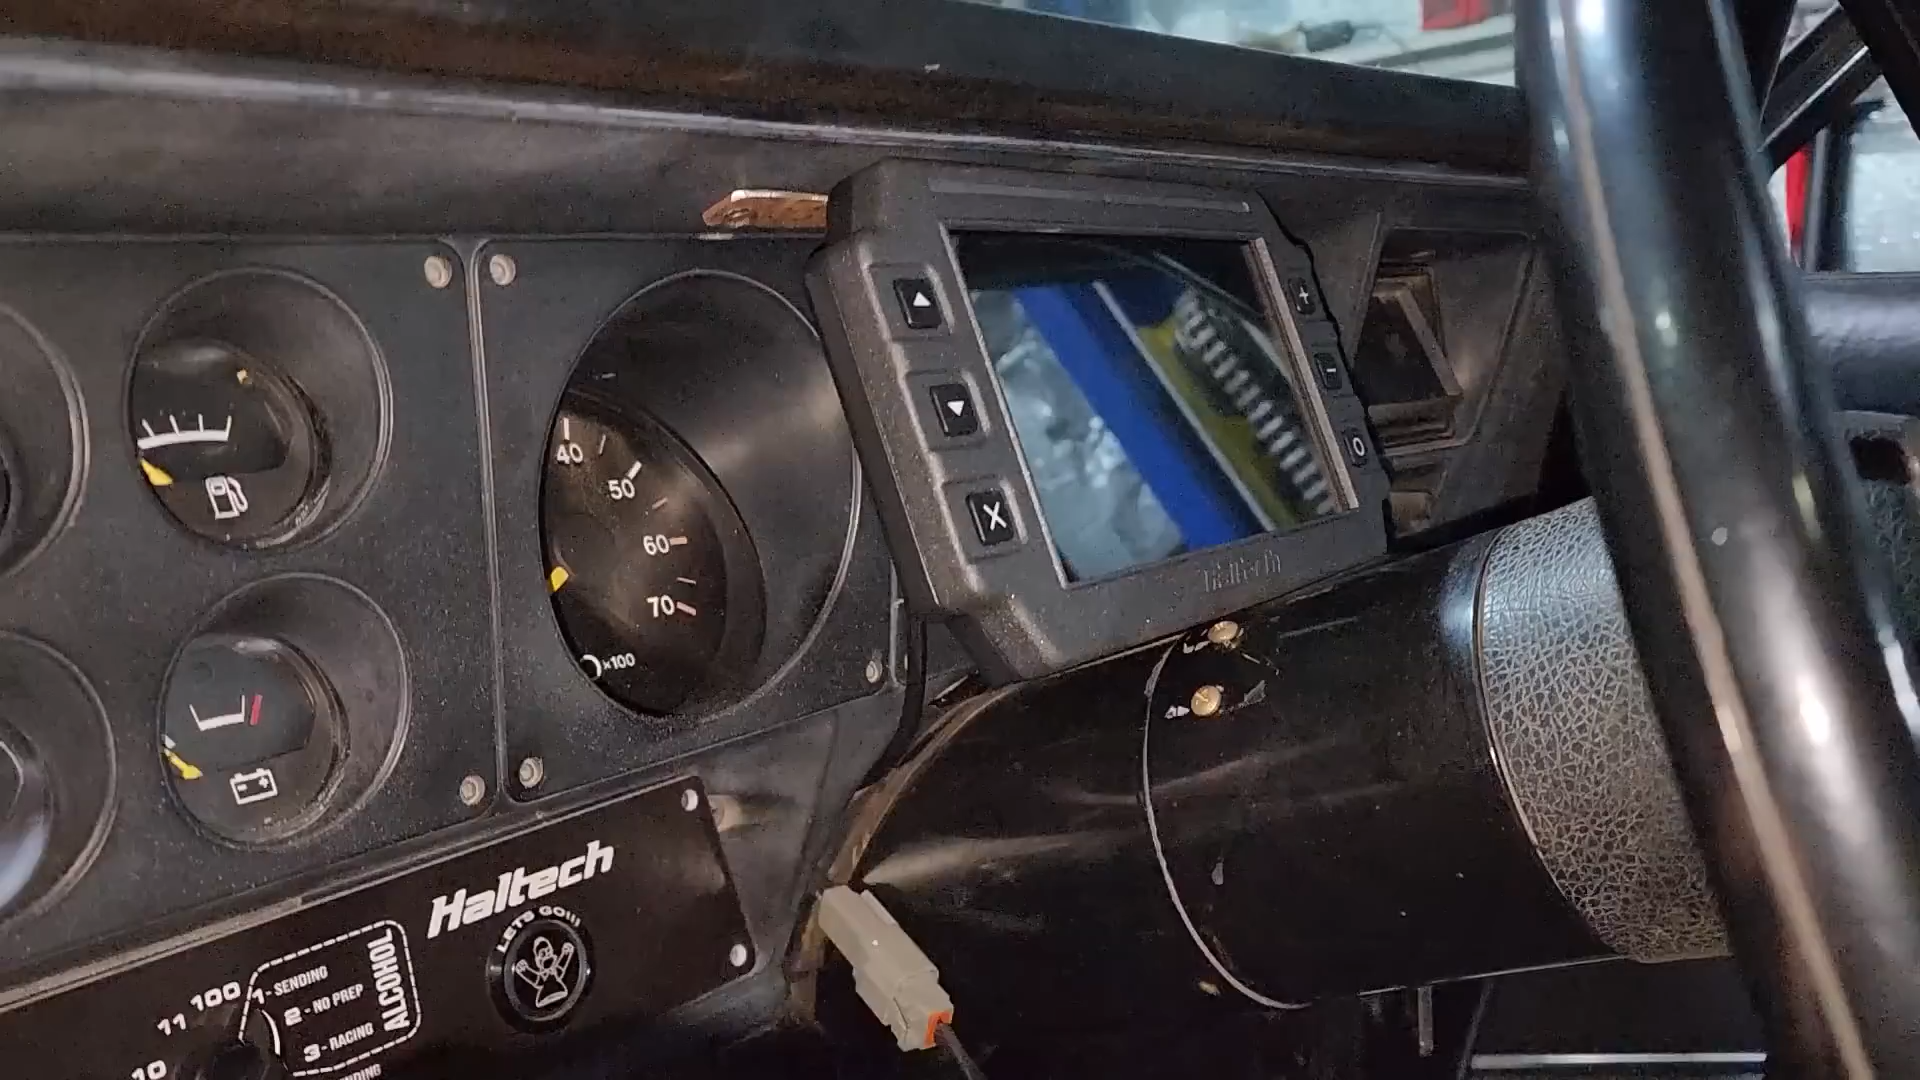 40
50
60
70
×100
+
-
O
X
Haltech
Haltech
LETS GO!!!
100
11
10
1 - SENDING
2 - NO PREP
3 - RACING
ALCOHOL